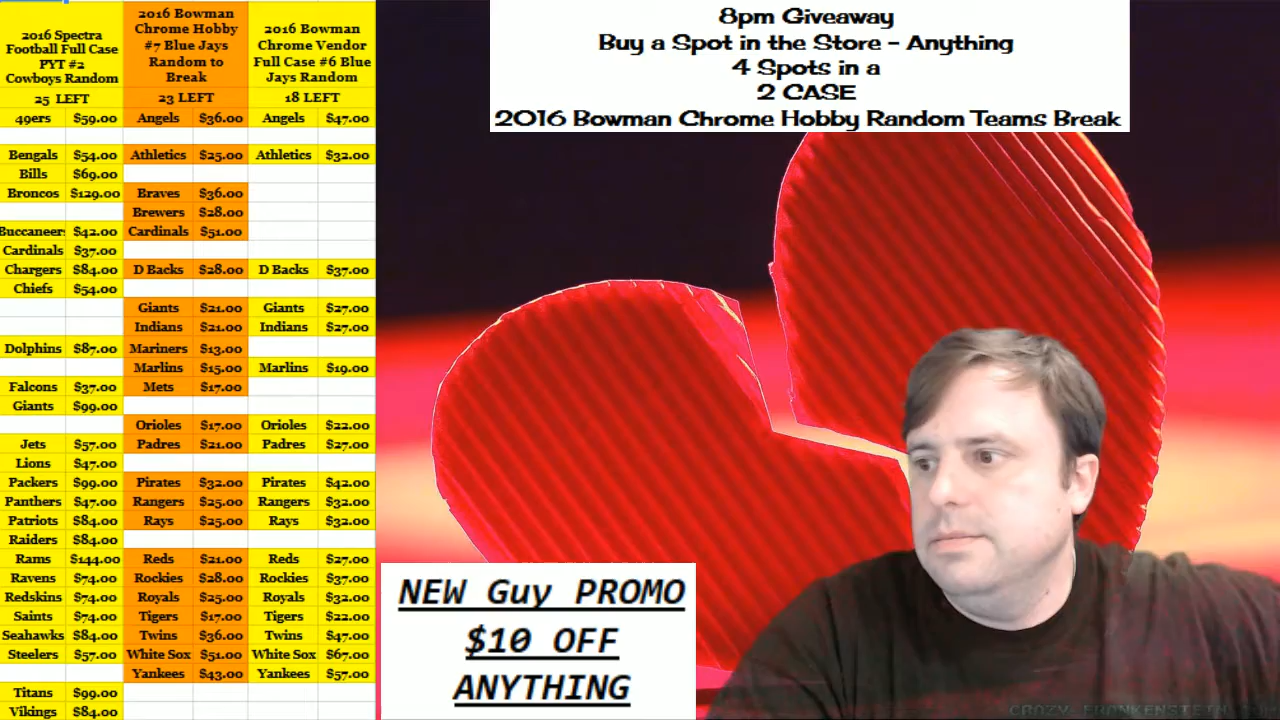 2016 Spectra
Football Full Case
PYT #2
Cowboys Random
25 LEFT
2016 Bowman
Chrome Hobby
#7 Blue Jays
Random to
Break
23 LEFT
2016 Bowman
Chrome Vendor
Full Case #6 Blue
Jays Random
18 LEFT
49ers $59.00 Angels $36.00 Angels $47.00
Bengals $54.00 Athletics $25.00 Athletics $32.00
Bills $69.00
Broncos $129.00 Braves $36.00
Brewers $28.00
Buccaneers $42.00 Cardinals $51.00
Cardinals $37.00
Chargers $84.00 D Backs $28.00 D Backs $37.00
Chiefs $54.00
Giants $21.00 Giants $27.00
Indians $21.00 Indians $27.00
Dolphins $87.00 Mariners $13.00
Marlins $15.00 Marlins $19.00
Falcons $37.00 Mets $17.00
Giants $99.00
Orioles $17.00 Orioles $22.00
Jets $57.00 Padres $21.00 Padres $27.00
Lions $47.00
Packers $99.00 Pirates $32.00 Pirates $42.00
Panthers $47.00 Rangers $25.00 Rangers $32.00
Patriots $84.00 Rays $25.00 Rays $32.00
Raiders $84.00
Rams $144.00 Reds $21.00 Reds $27.00
Ravens $74.00 Rockies $28.00 Rockies $37.00
Redskins $74.00 Royals $25.00 Royals $32.00
Saints $74.00 Tigers $17.00 Tigers $22.00
Seahawks $84.00 Twins $36.00 Twins $47.00
Steelers $57.00 White Sox $51.00 White Sox $67.00
Yankees $43.00 Yankees $57.00
Titans $99.00
Vikings $84.00
8pm Giveaway
Buy a Spot in the Store - Anything
4 Spots in a
2 CASE
2016 Bowman Chrome Hobby Random Teams Break
NEW Guy PROMO
$10 OFF
ANYTHING